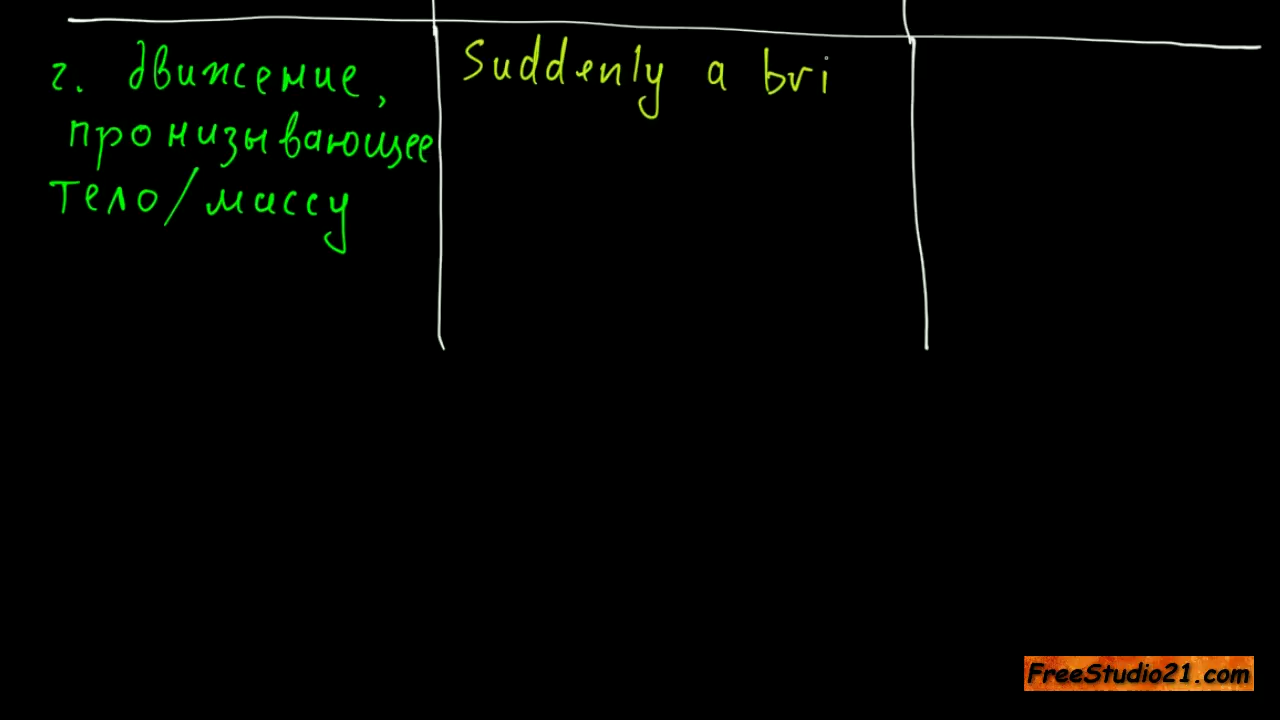 г. движение,
пронизывающее
тело/массу
Suddenly a bri
FreeStudio21.com